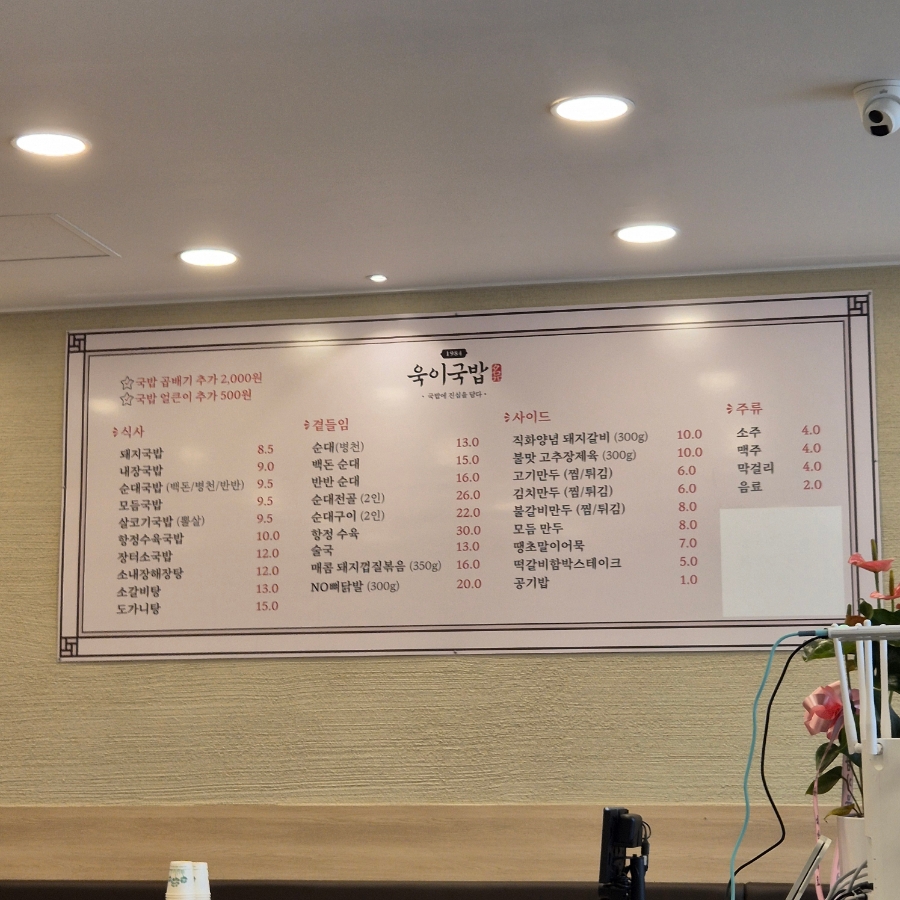 1984
욱이국밥
· 국밥에 진심을 담다 ·
국밥 곱배기 추가 2,000원
국밥 얼큰이 추가 500원
식사
돼지국밥 8.5
내장국밥 9.0
순대국밥 (백돈/병천/반반) 9.5
모듬국밥 9.5
살코기국밥 (뽈살) 9.5
항정수육국밥 10.0
장터소국밥 12.0
소내장해장탕 12.0
소갈비탕 13.0
도가니탕 15.0
곁들임
순대(병천) 13.0
백돈 순대 15.0
반반 순대 16.0
순대전골 (2인) 26.0
순대구이 (2인) 22.0
항정 수육 30.0
술국 13.0
매콤 돼지껍질볶음 (350g) 16.0
NO뼈닭발 (300g) 20.0
사이드
직화양념 돼지갈비 (300g) 10.0
불맛 고추장제육 (300g) 10.0
고기만두 (찜/튀김) 6.0
김치만두 (찜/튀김) 6.0
불갈비만두 (찜/튀김) 8.0
모듬 만두 8.0
땡초말이어묵 7.0
떡갈비함박스테이크 5.0
공기밥 1.0
주류
소주 4.0
맥주 4.0
막걸리 4.0
음료 2.0